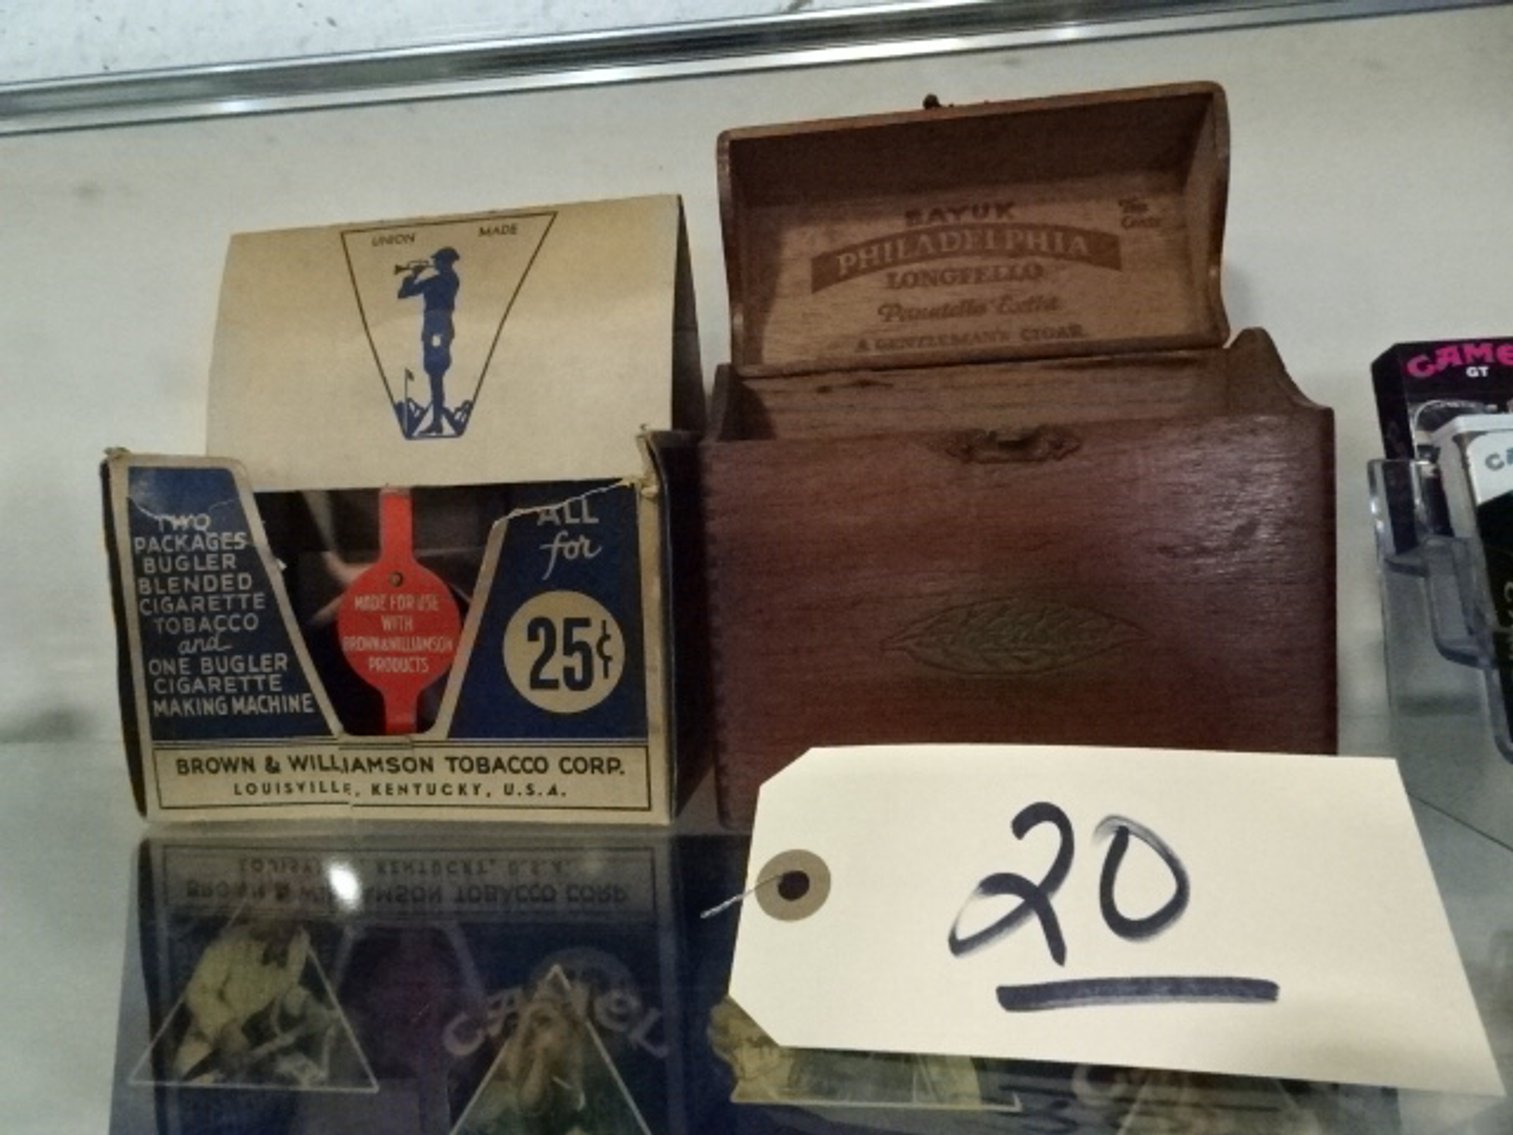 UNION MADE
TWO
PACKAGES
BUGLER
BLENDED
CIGARETTE
TOBACCO
and
ONE BUGLER
CIGARETTE
MAKING MACHINE
MADE FOR USE
WITH
BROWN & WILLIAMSON
PRODUCTS
ALL
for
25¢
BROWN & WILLIAMSON TOBACCO CORP.
LOUISVILLE, KENTUCKY, U.S.A.
BAYUK
PHILADELPHIA
LONGFELLO
Panatella Extra
A GENTLEMAN'S CIGAR
20
CAME
GT
CAMEL